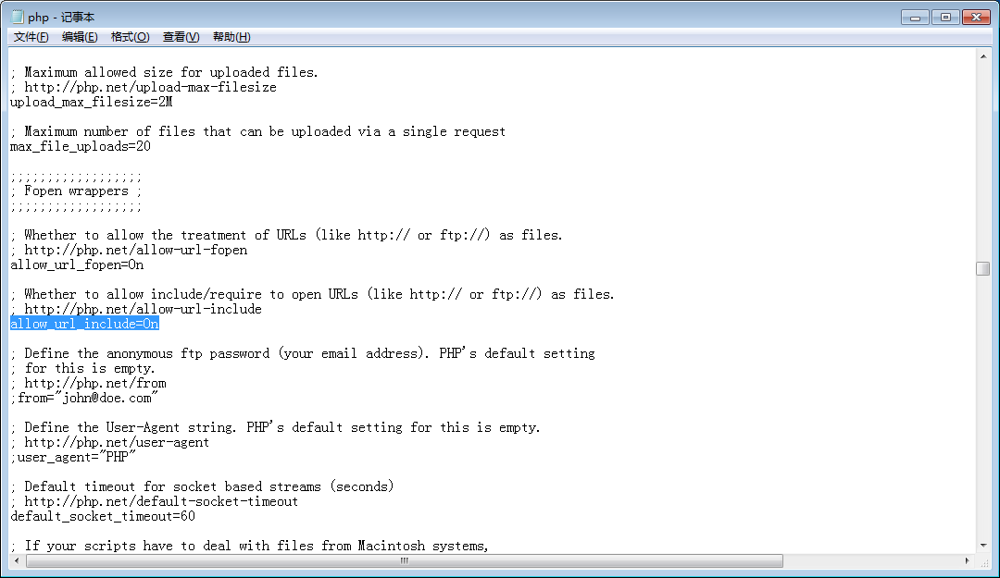 php - 记事本
文件(F) 编辑(E) 格式(O) 查看(V) 帮助(H)
; Maximum allowed size for uploaded files.
; http://php.net/upload-max-filesize
upload_max_filesize=2M
; Maximum number of files that can be uploaded via a single request
max_file_uploads=20
;;;;;;;;;;;;;;;;;;
; Fopen wrappers ;
;;;;;;;;;;;;;;;;;;
; Whether to allow the treatment of URLs (like http:// or ftp://) as files.
; http://php.net/allow-url-fopen
allow_url_fopen=On
; Whether to allow include/require to open URLs (like http:// or ftp://) as files.
; http://php.net/allow-url-include
allow_url_include=On
; Define the anonymous ftp password (your email address). PHP's default setting
; for this is empty.
; http://php.net/from
;from="john@doe.com"
; Define the User-Agent string. PHP's default setting for this is empty.
; http://php.net/user-agent
;user_agent="PHP"
; Default timeout for socket based streams (seconds)
; http://php.net/default-socket-timeout
default_socket_timeout=60
; If your scripts have to deal with files from Macintosh systems,